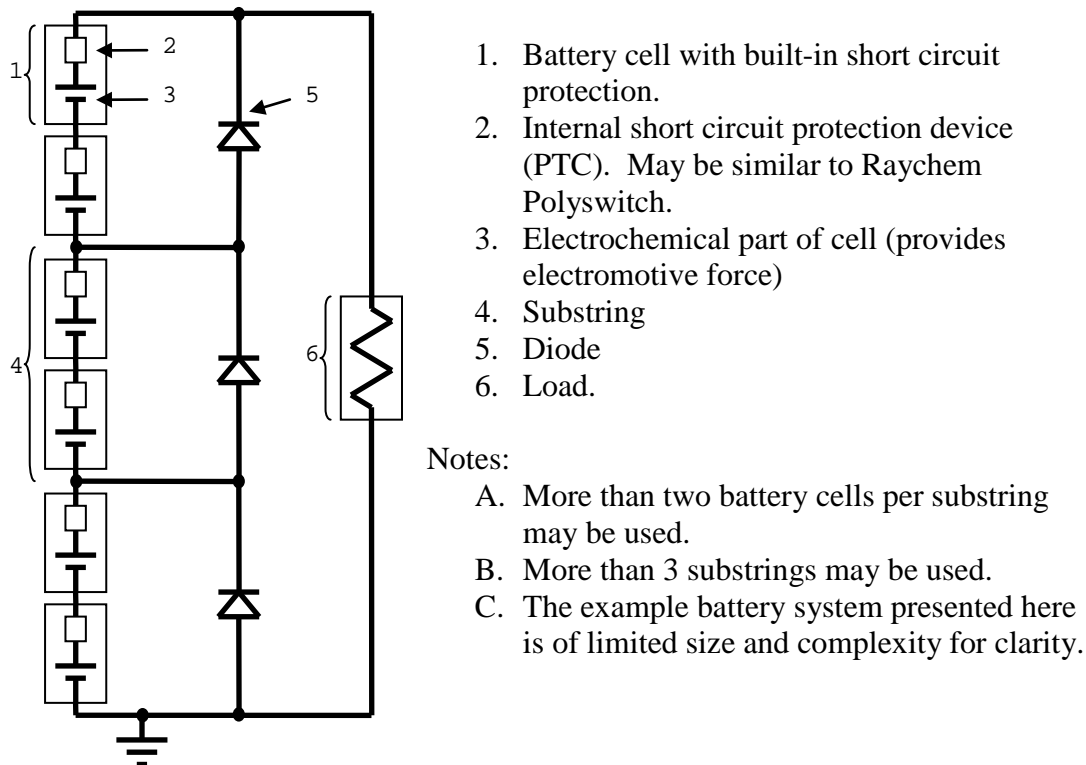 1
2
3
5
4
6
1. Battery cell with built-in short circuit
protection.
2. Internal short circuit protection device
(PTC). May be similar to Raychem
Polyswitch.
3. Electrochemical part of cell (provides
electromotive force)
4. Substring
5. Diode
6. Load.
Notes:
A. More than two battery cells per substring
may be used.
B. More than 3 substrings may be used.
C. The example battery system presented here
is of limited size and complexity for clarity.